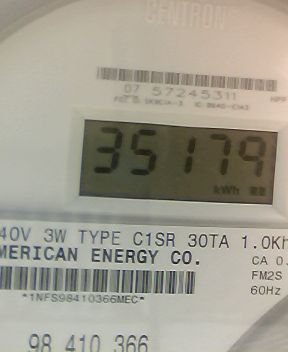 CENTRON
07 57245311
35179
kWh
40V 3W TYPE C1SR 30TA 1.0Kh
MERICAN ENERGY CO.
CA 0.
FM2S
60Hz
*1NFS98410366MEC*
98 410 366